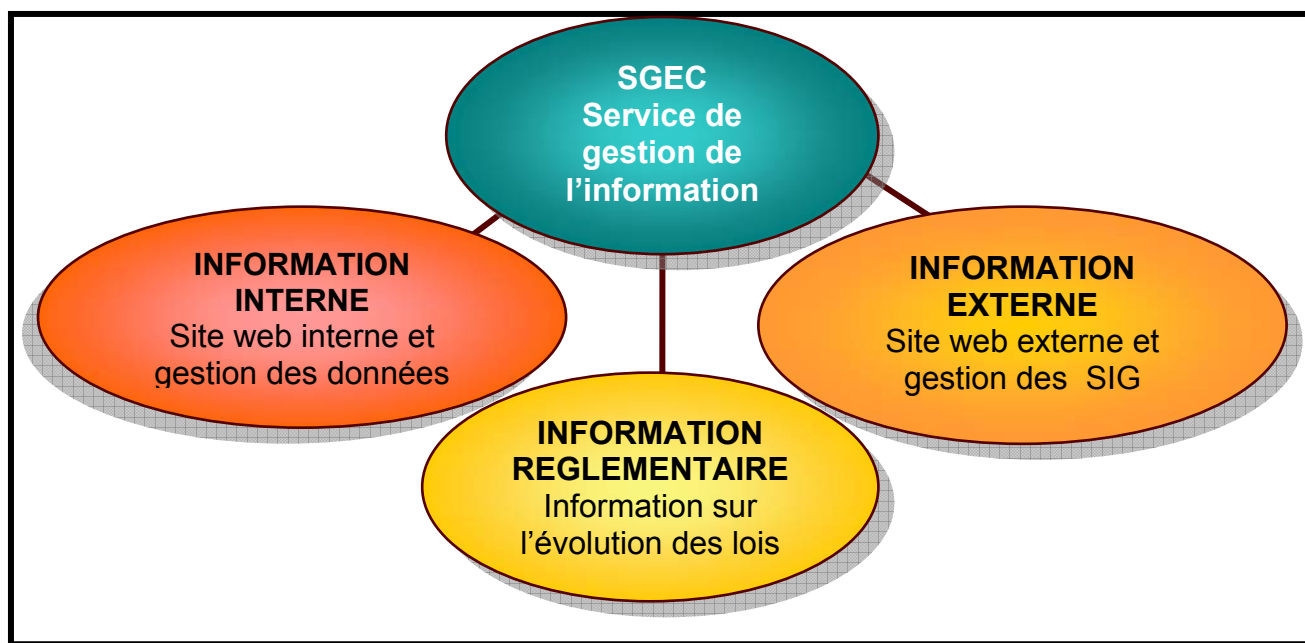 SGEC
Service de
gestion de
l’information
INFORMATION
INTERNE
Site web interne et
gestion des données
INFORMATION
EXTERNE
Site web externe et
gestion des SIG
INFORMATION
REGLEMENTAIRE
Information sur
l’évolution des lois